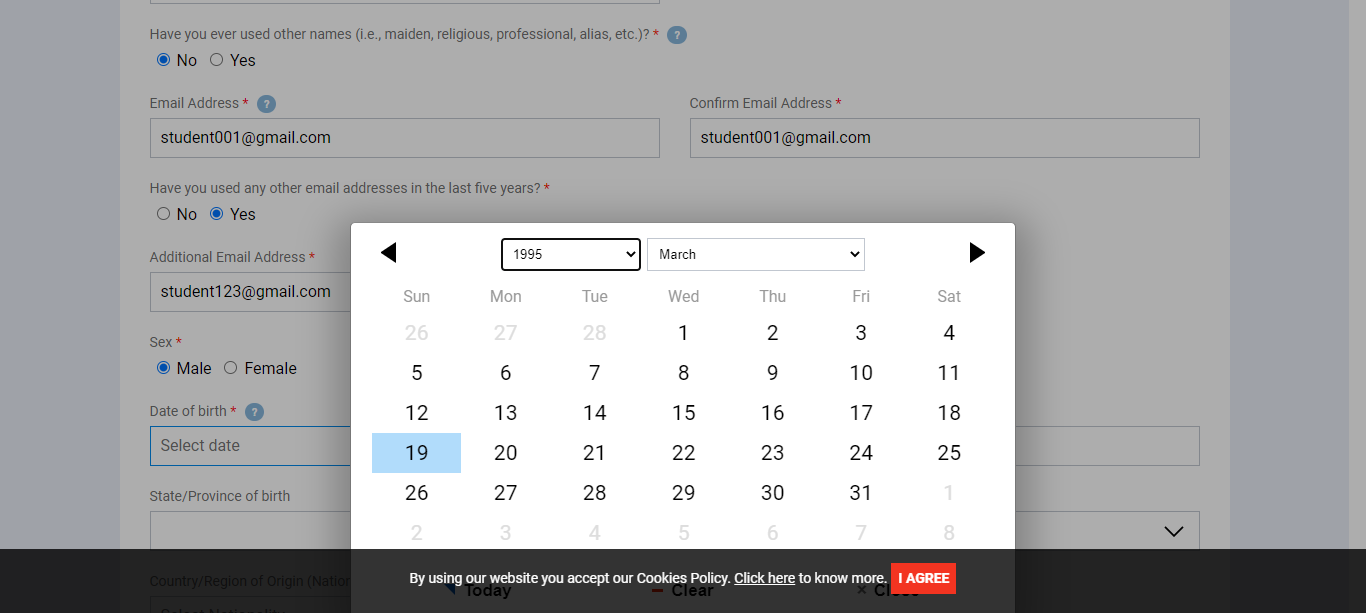 Have you ever used other names (i.e., maiden, religious, professional, alias, etc.)? * ?
No Yes
Email Address * ?
Confirm Email Address *
student001@gmail.com
student001@gmail.com
Have you used any other email addresses in the last five years? *
No Yes
Additional Email Address *
student123@gmail.com
Sex *
Male Female
Date of birth * ?
Select date
State/Province of birth
1995 March
Sun Mon Tue Wed Thu Fri Sat
26 27 28 1 2 3 4
5 6 7 8 9 10 11
12 13 14 15 16 17 18
19 20 21 22 23 24 25
26 27 28 29 30 31 1
2 3 4 5 6 7 8
Country/Region of Origin (Nation
Select Nationality
Today Clear Close
By using our website you accept our Cookies Policy. Click here to know more. I AGREE